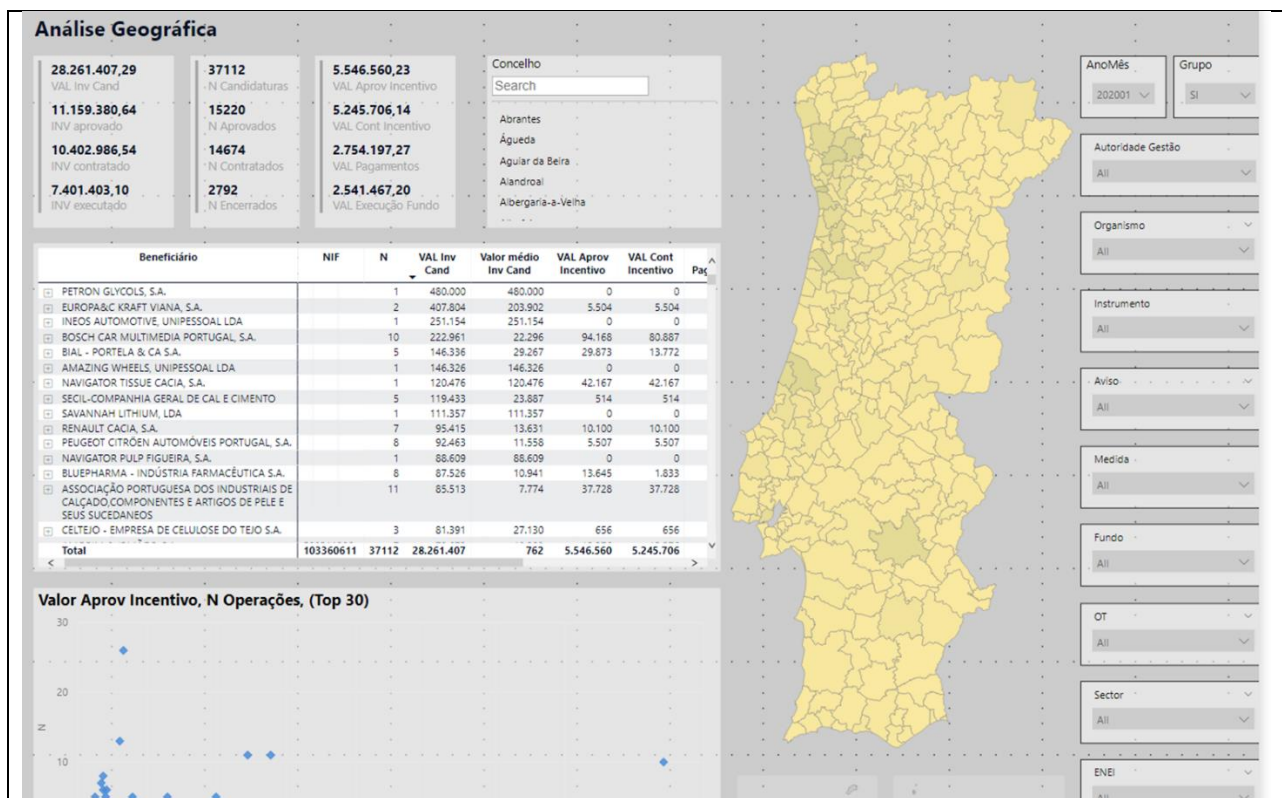 Análise Geográfica
28.261.407,29
VAL Inv Cand
11.159.380,64
INV aprovado
10.402.986,54
INV contratado
7.401.403,10
INV executado
37112
N Candidaturas
15220
N Aprovados
14674
N Contratados
2792
N Encerrados
5.546.560,23
VAL Aprov Incentivo
5.245.706,14
VAL Cont Incentivo
2.754.197,27
VAL Pagamentos
2.541.467,20
VAL Execução Fundo
Concelho
Search
Abrantes
Águeda
Aguiar da Beira
Alandroal
Albergaria-a-Velha
AnoMês
202001
Grupo
SI
Autoridade Gestão
All
Organismo
All
Instrumento
All
Aviso
All
Medida
All
Fundo
All
OT
All
Sector
All
ENEI
All
Beneficiário NIF N VAL Inv Cand Valor médio Inv Cand VAL Aprov Incentivo VAL Cont Incentivo
PETRON GLYCOLS, S.A. 1 480.000 480.000 0 0
EUROPA&C KRAFT VIANA, S.A. 2 407.804 203.902 5.504 5.504
INEOS AUTOMOTIVE, UNIPESSOAL LDA 1 251.154 251.154 0 0
BOSCH CAR MULTIMEDIA PORTUGAL, S.A. 10 222.961 22.296 94.168 80.887
BIAL - PORTELA & CA S.A. 5 146.336 29.267 29.873 13.772
AMAZING WHEELS, UNIPESSOAL LDA 1 146.326 146.326 0 0
NAVIGATOR TISSUE CACIA, S.A. 1 120.476 120.476 42.167 42.167
SECIL-COMPANHIA GERAL DE CAL E CIMENTO 5 119.433 23.887 514 514
SAVANNAH LITHIUM, LDA 1 111.357 111.357 0 0
RENAULT CACIA, S.A. 7 95.415 13.631 10.100 10.100
PEUGEOT CITRÖEN AUTOMÓVEIS PORTUGAL, S.A. 8 92.463 11.558 5.507 5.507
NAVIGATOR PULP FIGUEIRA, S.A. 1 88.609 88.609 0 0
BLUEPHARMA - INDÚSTRIA FARMACÊUTICA S.A. 8 87.526 10.941 13.645 1.833
ASSOCIAÇÃO PORTUGUESA DOS INDUSTRIAIS DE 11 85.513 7.774 37.728 37.728
CALÇADO,COMPONENTES E ARTIGOS DE PELE E
SEUS SUCEDANEOS
CELTEJO - EMPRESA DE CELULOSE DO TEJO S.A. 3 81.391 27.130 656 656
Total 103360611 37112 28.261.407 762 5.546.560 5.245.706
Valor Aprov Incentivo, N Operações, (Top 30)
30
20
N
10